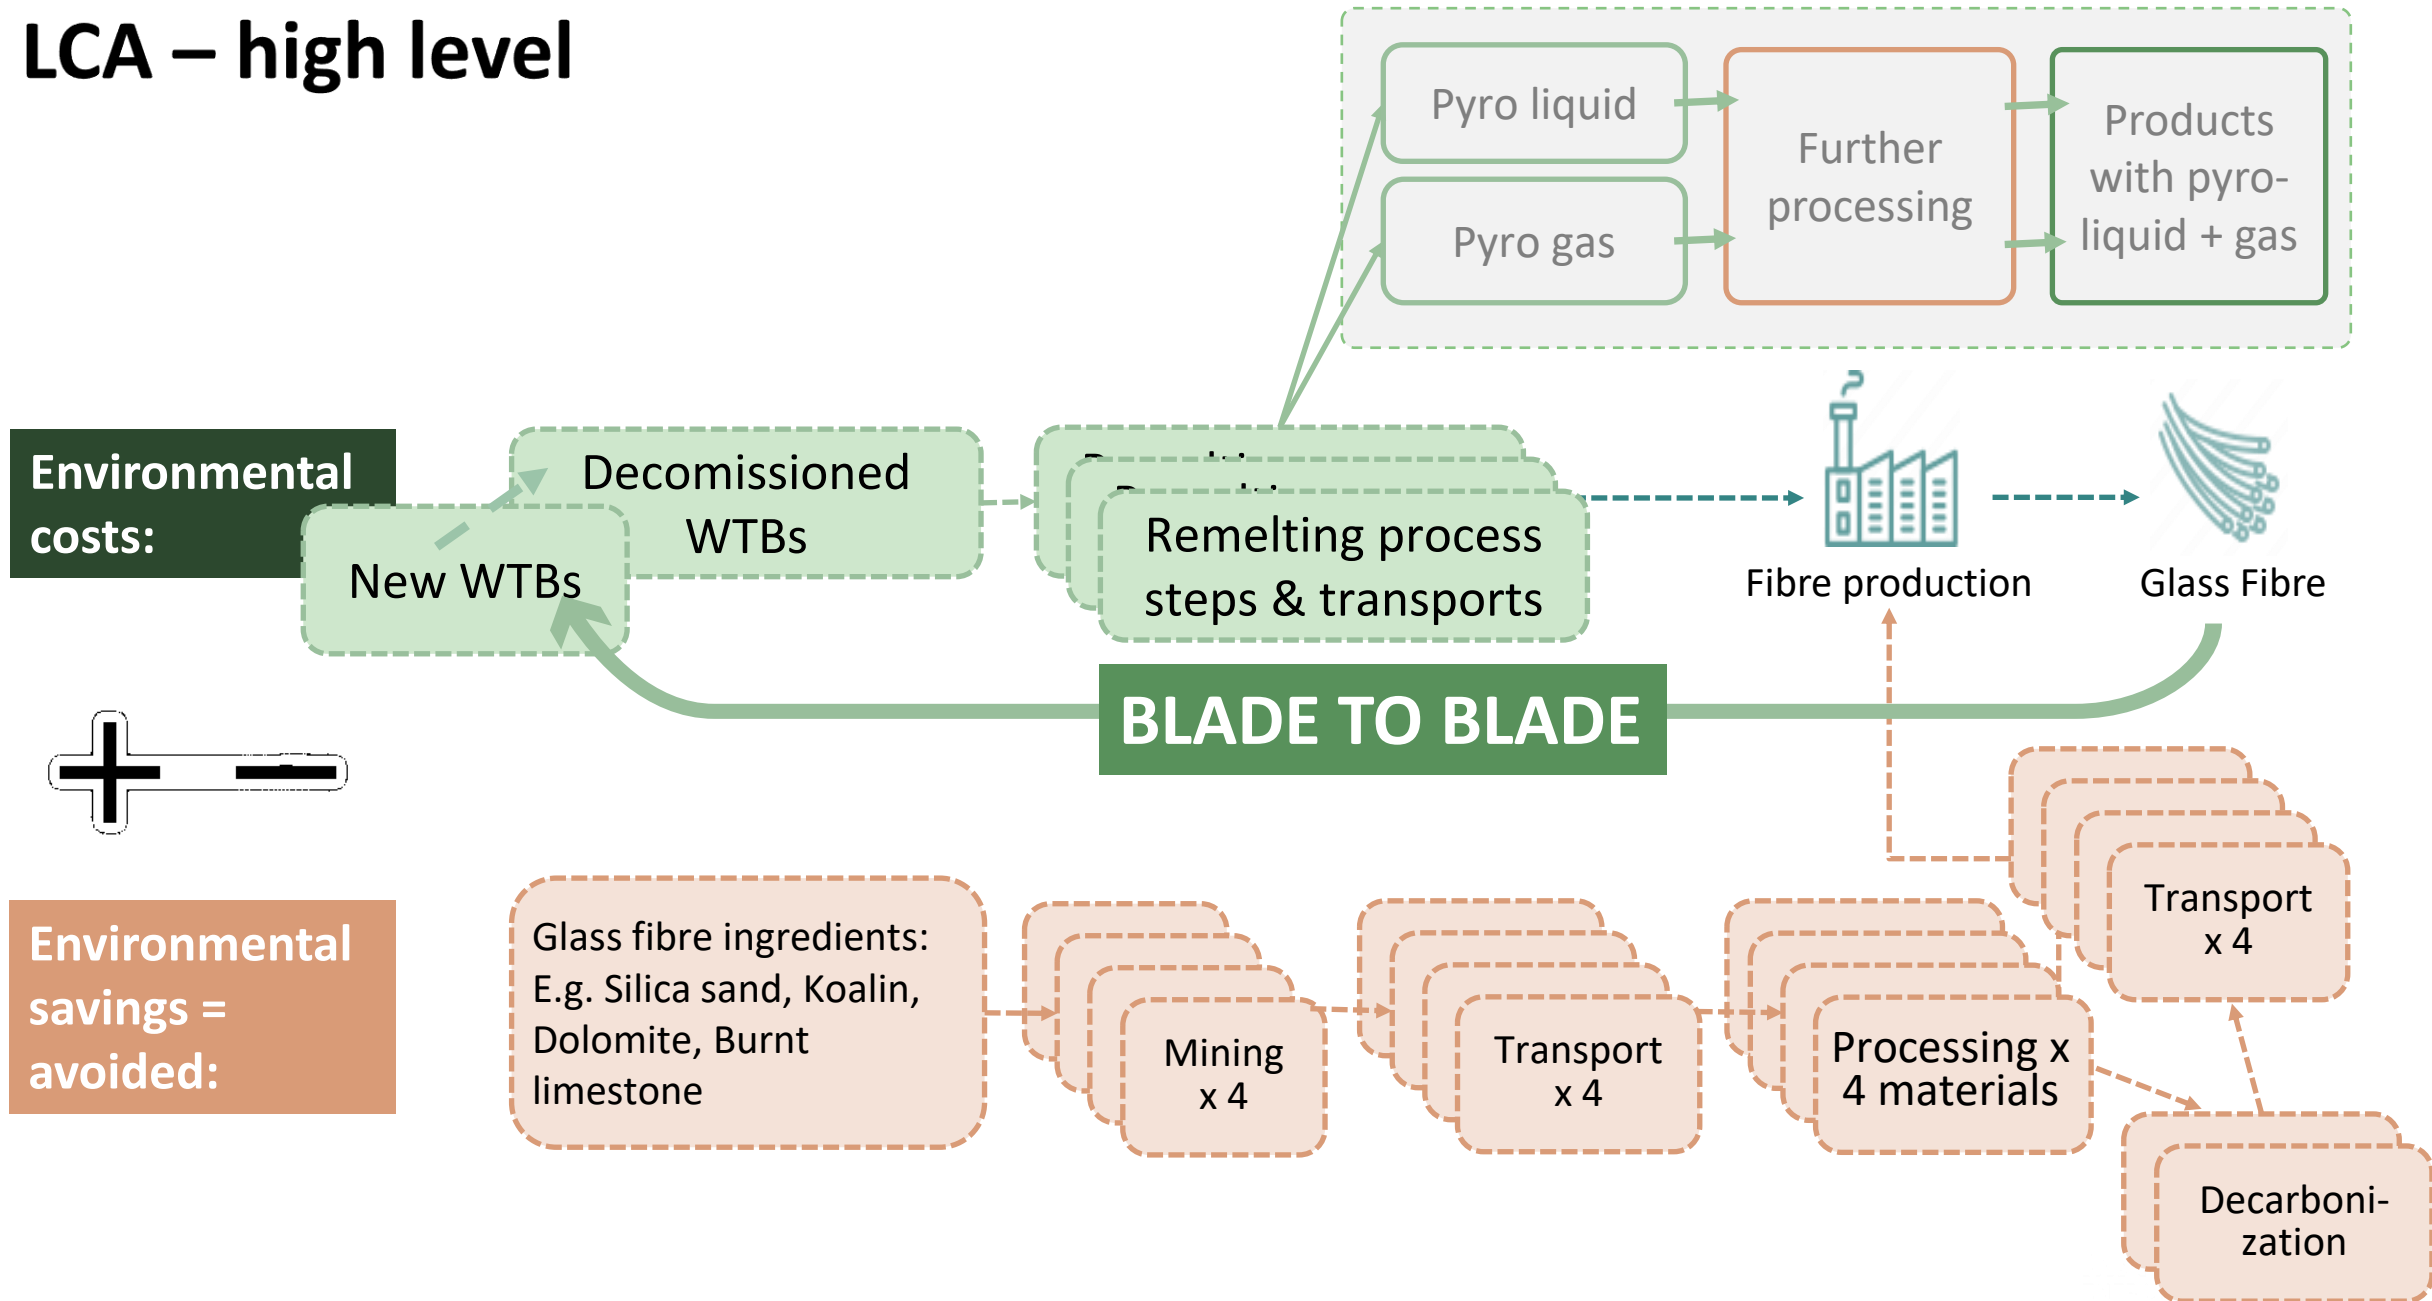 LCA – high level
Pyro liquid
Pyro gas
Further
processing
Products
with pyro-
liquid + gas
Environmental
costs:
New WTBs
Decomissioned
WTBs
Remelting process
steps & transports
Fibre production
Glass Fibre
BLADE TO BLADE
Environmental
savings =
avoided:
Glass fibre ingredients:
E.g. Silica sand, Koalin,
Dolomite, Burnt
limestone
Mining
x 4
Transport
x 4
Processing x
4 materials
Transport
x 4
Decarboni-
zation